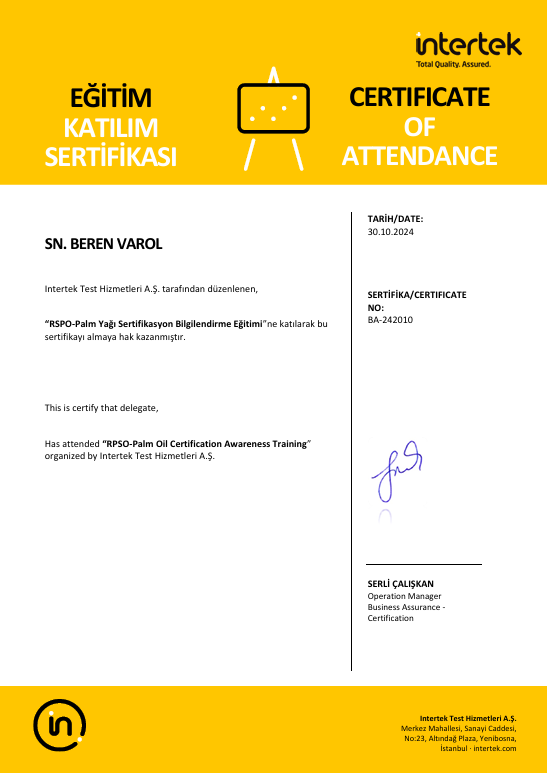 intertek
Total Quality. Assured.
EĞİTİM
KATILIM
SERTİFİKASI
CERTIFICATE
OF
ATTENDANCE
SN. BEREN VAROL
Intertek Test Hizmetleri A.Ş. tarafından düzenlenen,
“RSPO-Palm Yağı Sertifikasyon Bilgilendirme Eğitimi”ne katılarak bu
sertifikayı almaya hak kazanmıştır.
This is certify that delegate,
Has attended “RPSO-Palm Oil Certification Awareness Training”
organized by Intertek Test Hizmetleri A.Ş.
TARİH/DATE:
30.10.2024
SERTİFİKA/CERTIFICATE
NO:
BA-242010
SERLİ ÇALIŞKAN
Operation Manager
Business Assurance -
Certification
in
Intertek Test Hizmetleri A.Ş.
Merkez Mahallesi, Sanayi Caddesi,
No:23, Altındağ Plaza, Yenibosna,
İstanbul · intertek.com